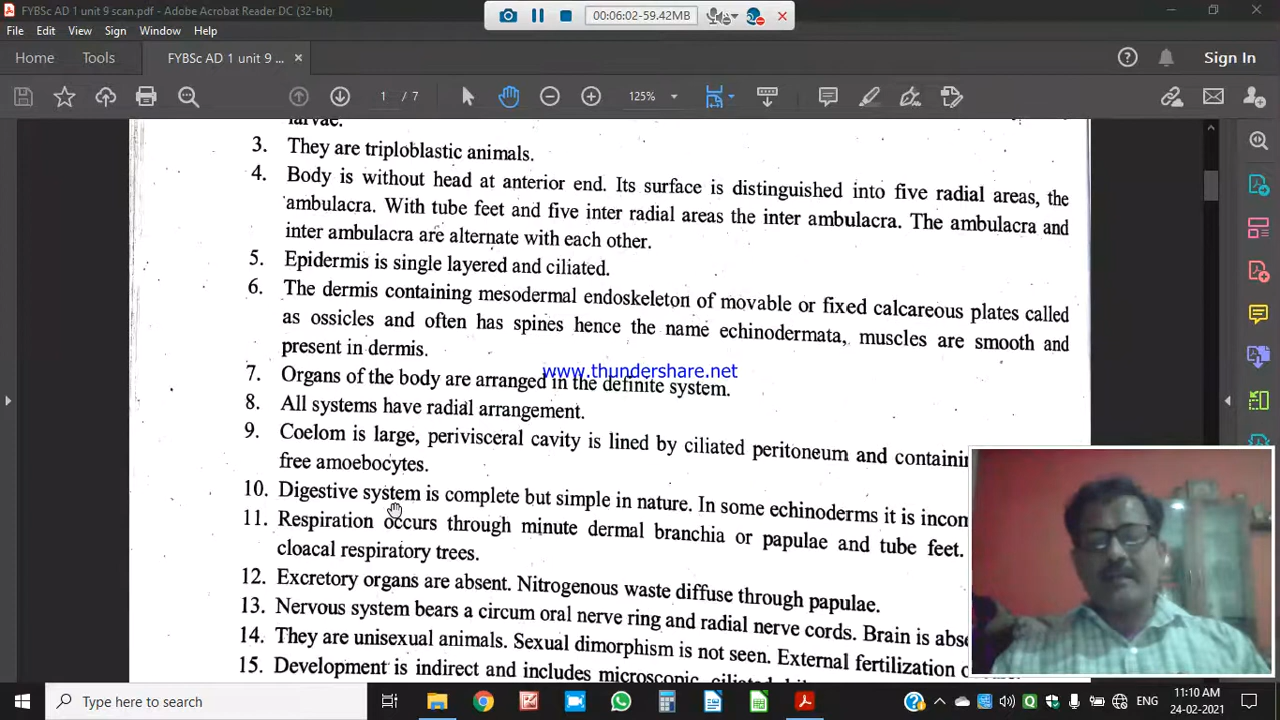 FYBSc AD 1 unit 9 scan.pdf - Adobe Acrobat Reader DC (32-bit)
00:06:02-59.42MB
File Edit View Sign Window Help
Home Tools FYBSc AD 1 unit 9 ... × Sign In
1 / 7 125%
larvae.
3. They are triploblastic animals.
4. Body is without head at anterior end. Its surface is distinguished into five radial areas, the
ambulacra. With tube feet and five inter radial areas the inter ambulacra. The ambulacra and
inter ambulacra are alternate with each other.
5. Epidermis is single layered and ciliated.
6. The dermis containing mesodermal endoskeleton of movable or fixed calcareous plates called
as ossicles and often has spines hence the name echinodermata, muscles are smooth and
present in dermis.
www.thundershare.net
7. Organs of the body are arranged in the definite system.
8. All systems have radial arrangement.
9. Coelom is large, perivisceral cavity is lined by ciliated peritoneum and containin
free amoebocytes.
10. Digestive system is complete but simple in nature. In some echinoderms it is incom
11. Respiration occurs through minute dermal branchia or papulae and tube feet.
cloacal respiratory trees.
12. Excretory organs are absent. Nitrogenous waste diffuse through papulae.
13. Nervous system bears a circum oral nerve ring and radial nerve cords. Brain is abse
14. They are unisexual animals. Sexual dimorphism is not seen. External fertilization
15. Development is indirect and includes microscopic, ciliated
Type here to search
ENG
11:10 AM
24-02-2021